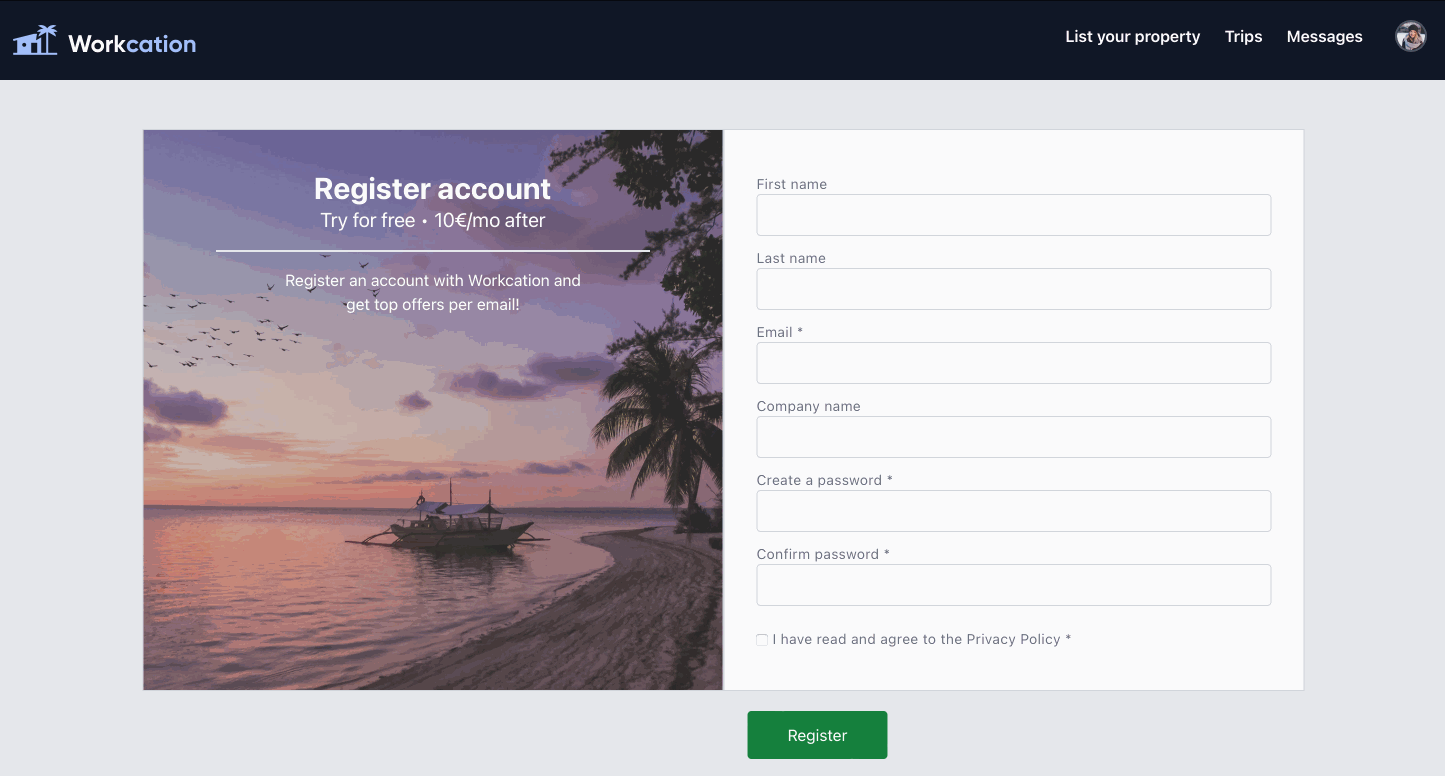 Workcation
List your property
Trips
Messages
Register account
Try for free • 10€/mo after
Register an account with Workcation and
get top offers per email!
First name
Last name
Email *
Company name
Create a password *
Confirm password *
I have read and agree to the Privacy Policy *
Register